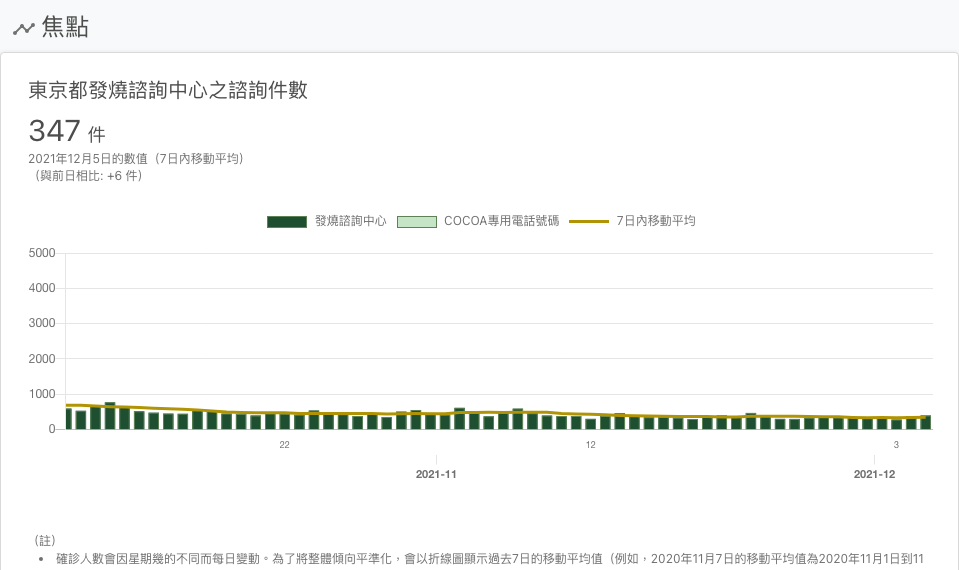 焦點
東京都發燒諮詢中心之諮詢件數
347 件
2021年12月5日的數值（7日內移動平均）
（與前日相比: +6 件）
發燒諮詢中心 COCOA專用電話號碼 7日內移動平均
5000
4000
3000
2000
1000
0
22 12 3
2021-11 2021-12
（註）
• 確診人數會因星期幾的不同而每日變動。為了將整體傾向平準化，會以折線圖顯示過去7日的移動平均值（例如，2020年11月7日的移動平均值為2020年11月1日到11